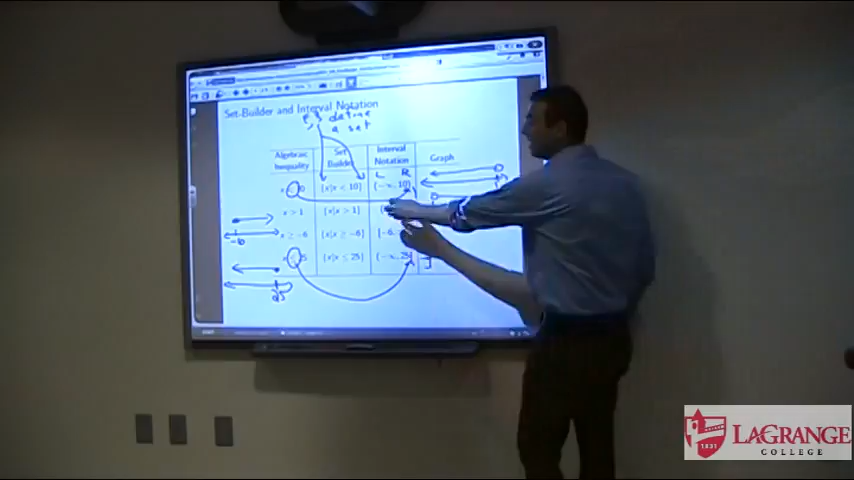 Set-Builder and Interval Notation
{ } define
a set
Algebraic Inequality Set Builder Interval Notation Graph
L R
{x|x < 10} (-∞, 10)
x > 1 {x|x > 1}
-6 x ≥ -6 {x|x ≥ -6} [-6,
{x|x ≤ 25} (-∞, 25]
25
LAGRANGE
COLLEGE
1831